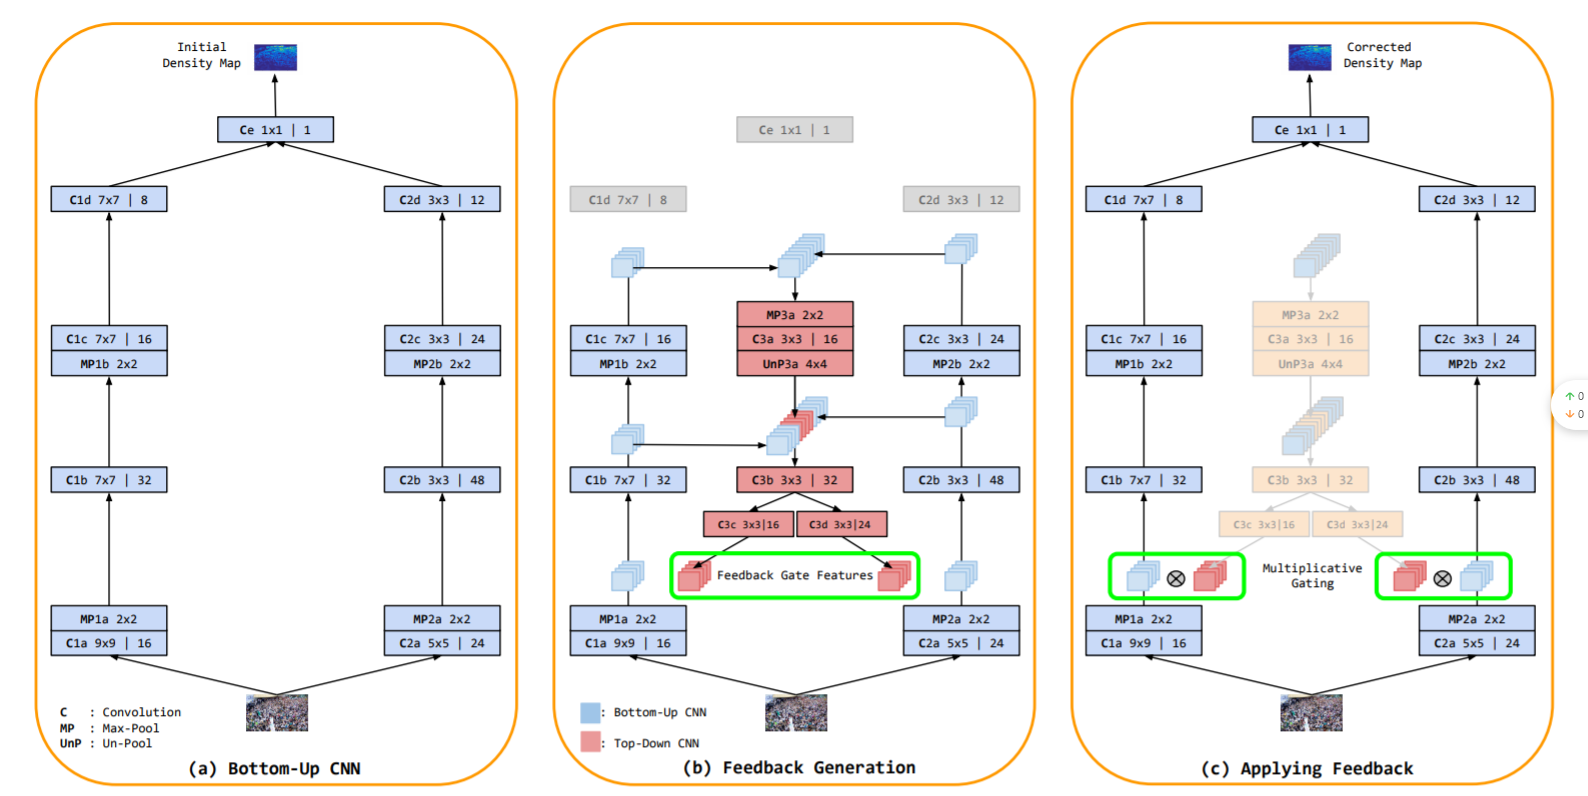 Initial
Density Map
Ce 1x1 | 1
C1d 7x7 | 8
C2d 3x3 | 12
C1c 7x7 | 16
MP1b 2x2
C2c 3x3 | 24
MP2b 2x2
C1b 7x7 | 32
C2b 3x3 | 48
MP1a 2x2
C1a 9x9 | 16
MP2a 2x2
C2a 5x5 | 24
C : Convolution
MP : Max-Pool
UnP : Un-Pool
(a) Bottom-Up CNN
Ce 1x1 | 1
C1d 7x7 | 8
C2d 3x3 | 12
MP3a 2x2
C3a 3x3 | 16
UnP3a 4x4
C1c 7x7 | 16
MP1b 2x2
C2c 3x3 | 24
MP2b 2x2
C1b 7x7 | 32
C3b 3x3 | 32
C2b 3x3 | 48
C3c 3x3|16
C3d 3x3|24
Feedback Gate Features
MP1a 2x2
C1a 9x9 | 16
MP2a 2x2
C2a 5x5 | 24
: Bottom-Up CNN
: Top-Down CNN
(b) Feedback Generation
Corrected
Density Map
Ce 1x1 | 1
C1d 7x7 | 8
C2d 3x3 | 12
MP3a 2x2
C3a 3x3 | 16
UnP3a 4x4
C1c 7x7 | 16
MP1b 2x2
C2c 3x3 | 24
MP2b 2x2
C1b 7x7 | 32
C3b 3x3 | 32
C2b 3x3 | 48
C3c 3x3|16
C3d 3x3|24
Multiplicative
Gating
MP1a 2x2
C1a 9x9 | 16
MP2a 2x2
C2a 5x5 | 24
(c) Applying Feedback
↑ 0
↓ 0